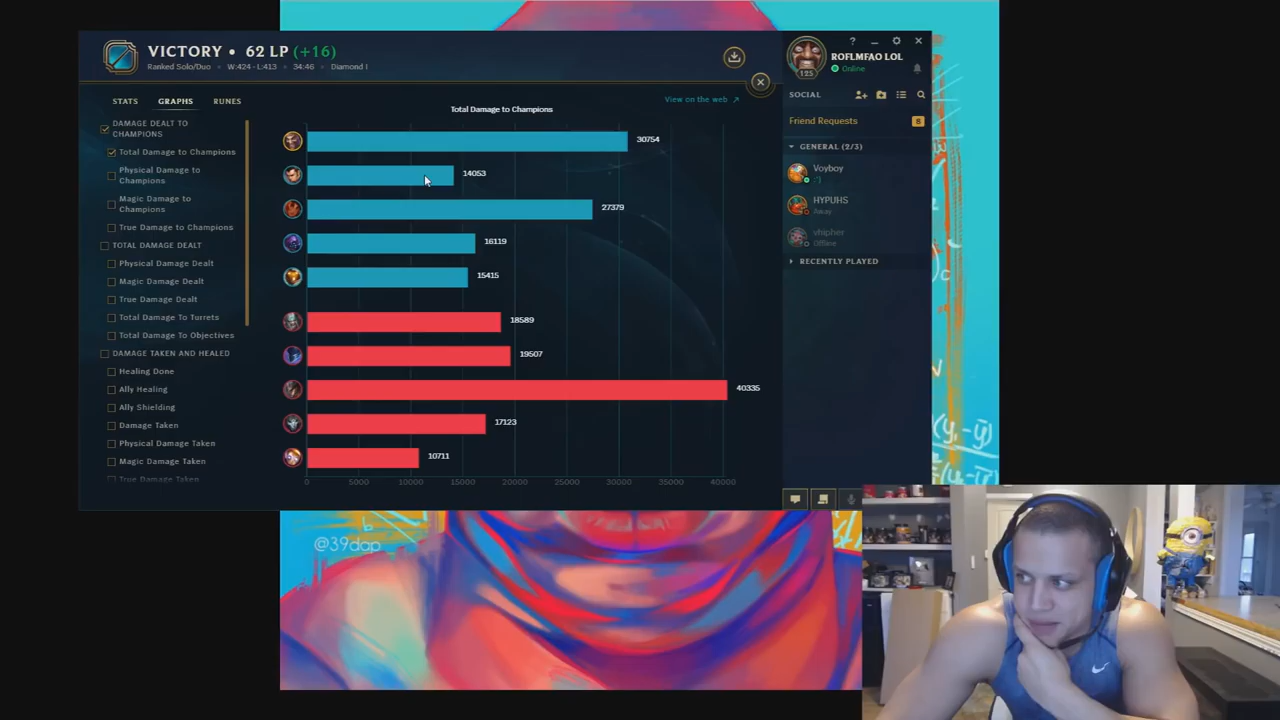 VICTORY • 62 LP (+16)
Ranked Solo/Duo • W:424 - L:413 • 34:46 • Diamond I
ROFLMFAO LOL
125
Online
STATS GRAPHS RUNES
View on the web
Total Damage to Champions
SOCIAL
Friend Requests
8
GENERAL (2/3)
Voyboy
:')
HYPUHS
Away
vhipher
Offline
RECENTLY PLAYED
DAMAGE DEALT TO
CHAMPIONS
Total Damage to Champions
Physical Damage to
Champions
Magic Damage to
Champions
True Damage to Champions
TOTAL DAMAGE DEALT
Physical Damage Dealt
Magic Damage Dealt
True Damage Dealt
Total Damage To Turrets
Total Damage To Objectives
DAMAGE TAKEN AND HEALED
Healing Done
Ally Healing
Ally Shielding
Damage Taken
Physical Damage Taken
Magic Damage Taken
True Damage Taken
30754
14053
27379
16119
15415
18589
19507
40335
17123
10711
0 5000 10000 15000 20000 25000 30000 35000 40000
@39dap